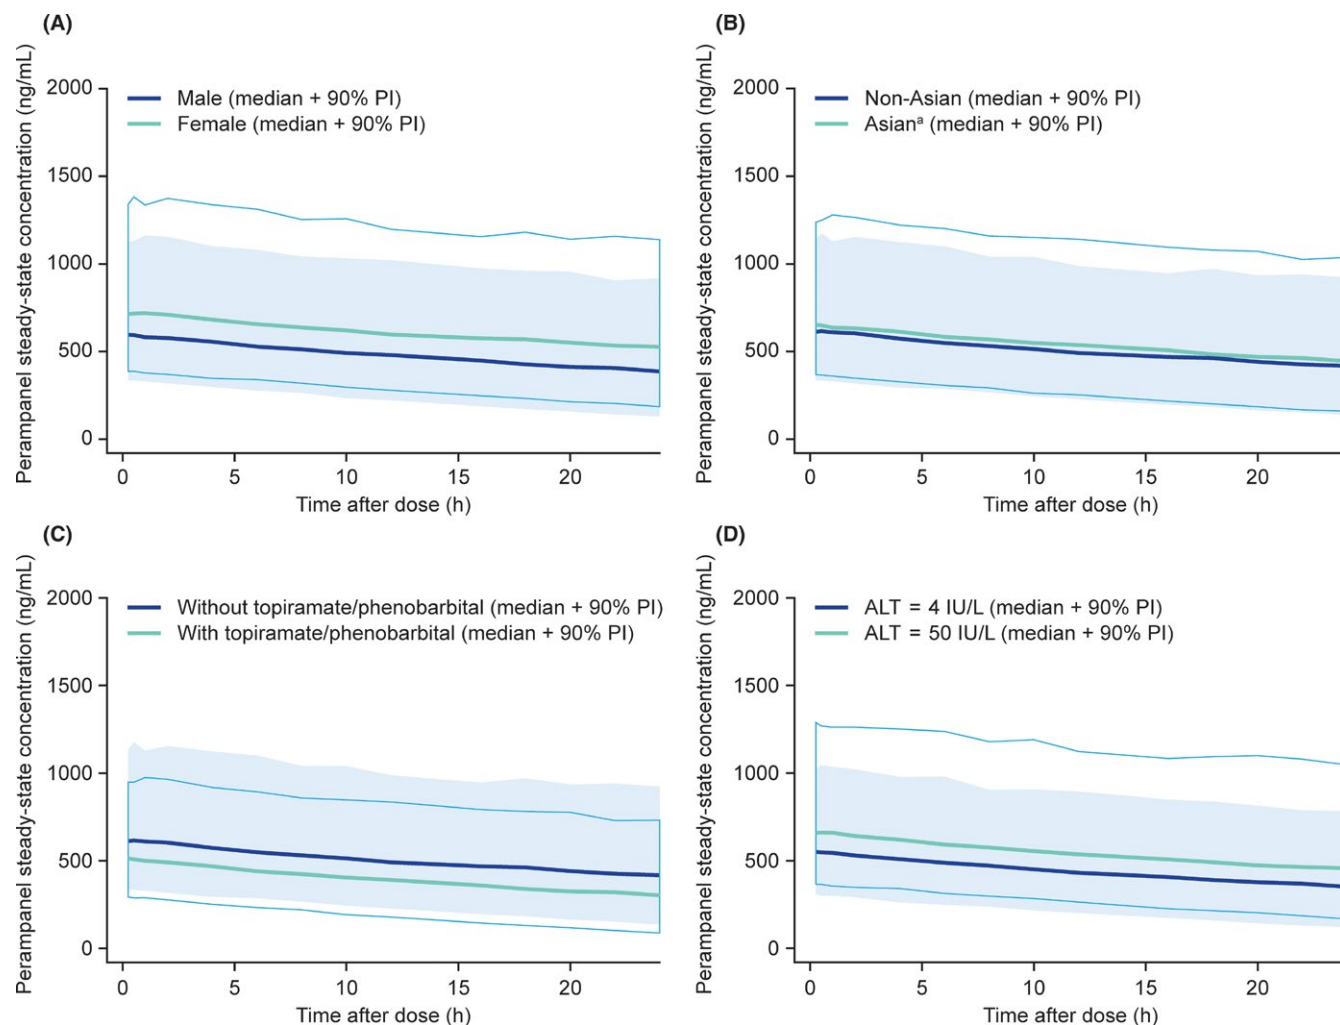 (A)
Perampanel steady-state concentration (ng/mL)
2000
1500
1000
500
0
Male (median + 90% PI)
Female (median + 90% PI)
0 5 10 15 20
Time after dose (h)
(B)
Perampanel steady-state concentration (ng/mL)
2000
1500
1000
500
0
Non-Asian (median + 90% PI)
Asianᵃ (median + 90% PI)
0 5 10 15 20
Time after dose (h)
(C)
Perampanel steady-state concentration (ng/mL)
2000
1500
1000
500
0
Without topiramate/phenobarbital (median + 90% PI)
With topiramate/phenobarbital (median + 90% PI)
0 5 10 15 20
Time after dose (h)
(D)
Perampanel steady-state concentration (ng/mL)
2000
1500
1000
500
0
ALT = 4 IU/L (median + 90% PI)
ALT = 50 IU/L (median + 90% PI)
0 5 10 15 20
Time after dose (h)